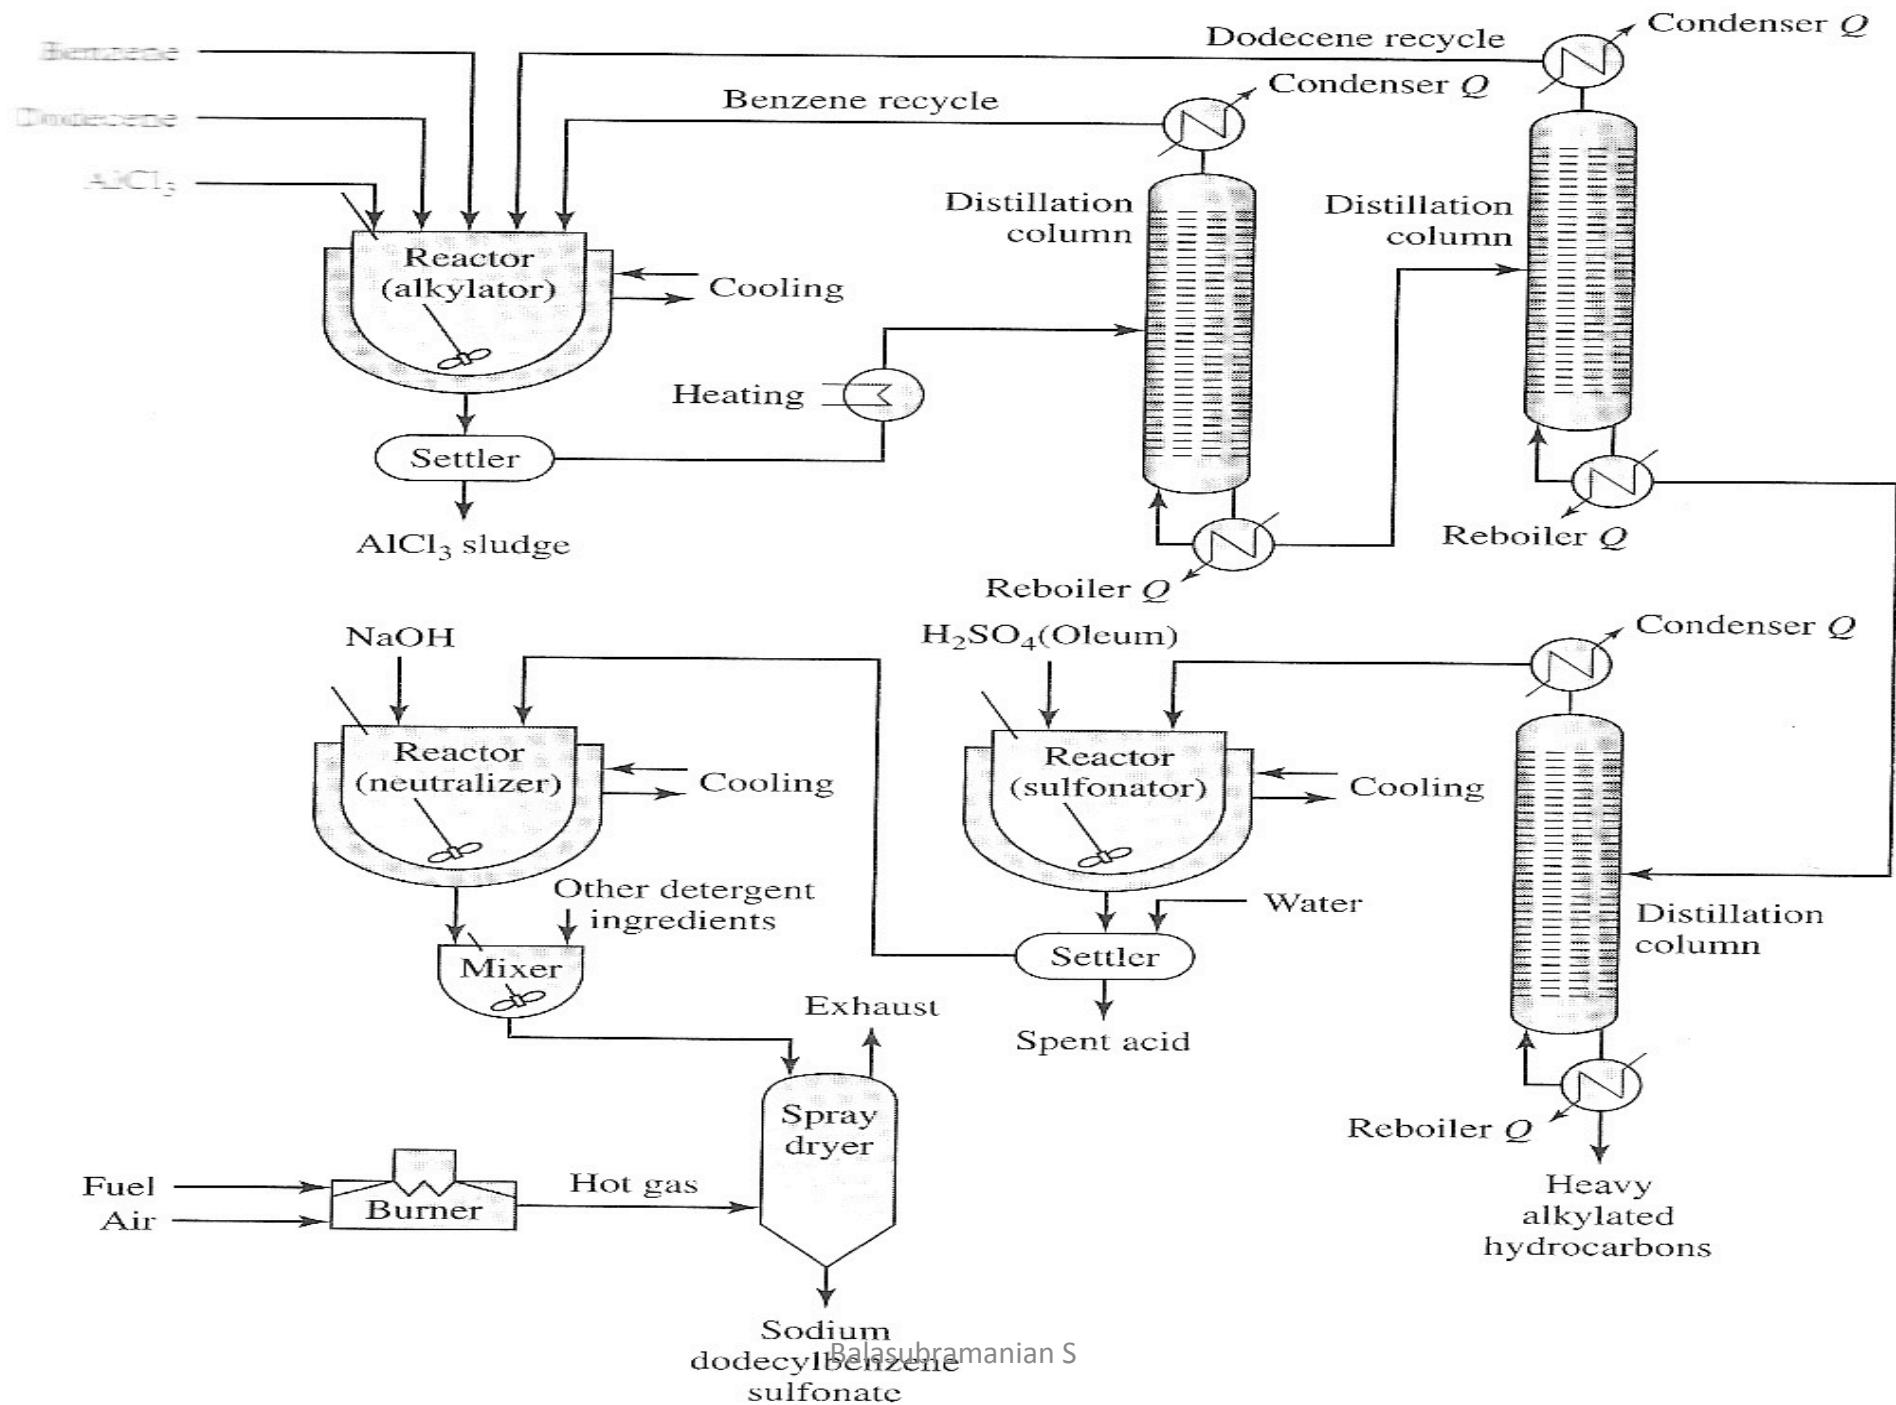 Benzene
Dodecene
AlCl₃
Dodecene recycle
Condenser Q
Benzene recycle
Condenser Q
Distillation
column
Distillation
column
Reactor
(alkylator)
Cooling
Heating
Settler
AlCl₃ sludge
Reboiler Q
Reboiler Q
NaOH
H₂SO₄(Oleum)
Condenser Q
Reactor
(neutralizer)
Cooling
Reactor
(sulfonator)
Cooling
Other detergent
ingredients
Water
Distillation
column
Mixer
Settler
Exhaust
Spent acid
Spray
dryer
Reboiler Q
Fuel
Air
Burner
Hot gas
Heavy
alkylated
hydrocarbons
Sodium
dodecylbenzene
sulfonate
Balasubramanian S